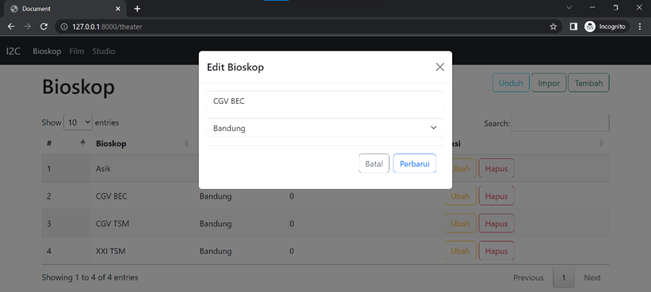 Document
127.0.0.1:8000/theater
Incognito
I2C Bioskop Film Studio
Edit Bioskop
Bioskop
Unduh Impor Tambah
CGV BEC
Show 10 entries
Search:
Bandung
# Bioskop ksi
Batal Perbarui
1 Asik Ubah Hapus
2 CGV BEC Bandung 0 Ubah Hapus
3 CGV TSM Bandung 0 Ubah Hapus
4 XXI TSM Bandung 0 Ubah Hapus
Showing 1 to 4 of 4 entries
Previous 1 Next